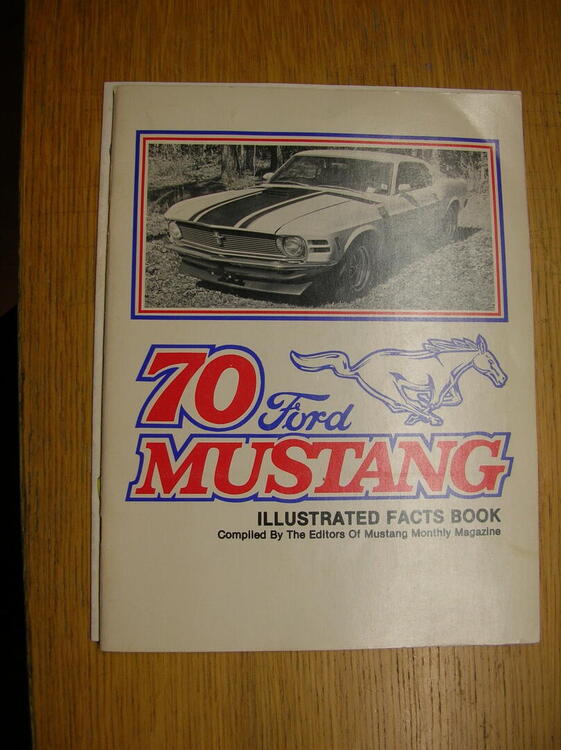 70 Ford
MUSTANG
ILLUSTRATED FACTS BOOK
Compiled By The Editors Of Mustang Monthly Magazine